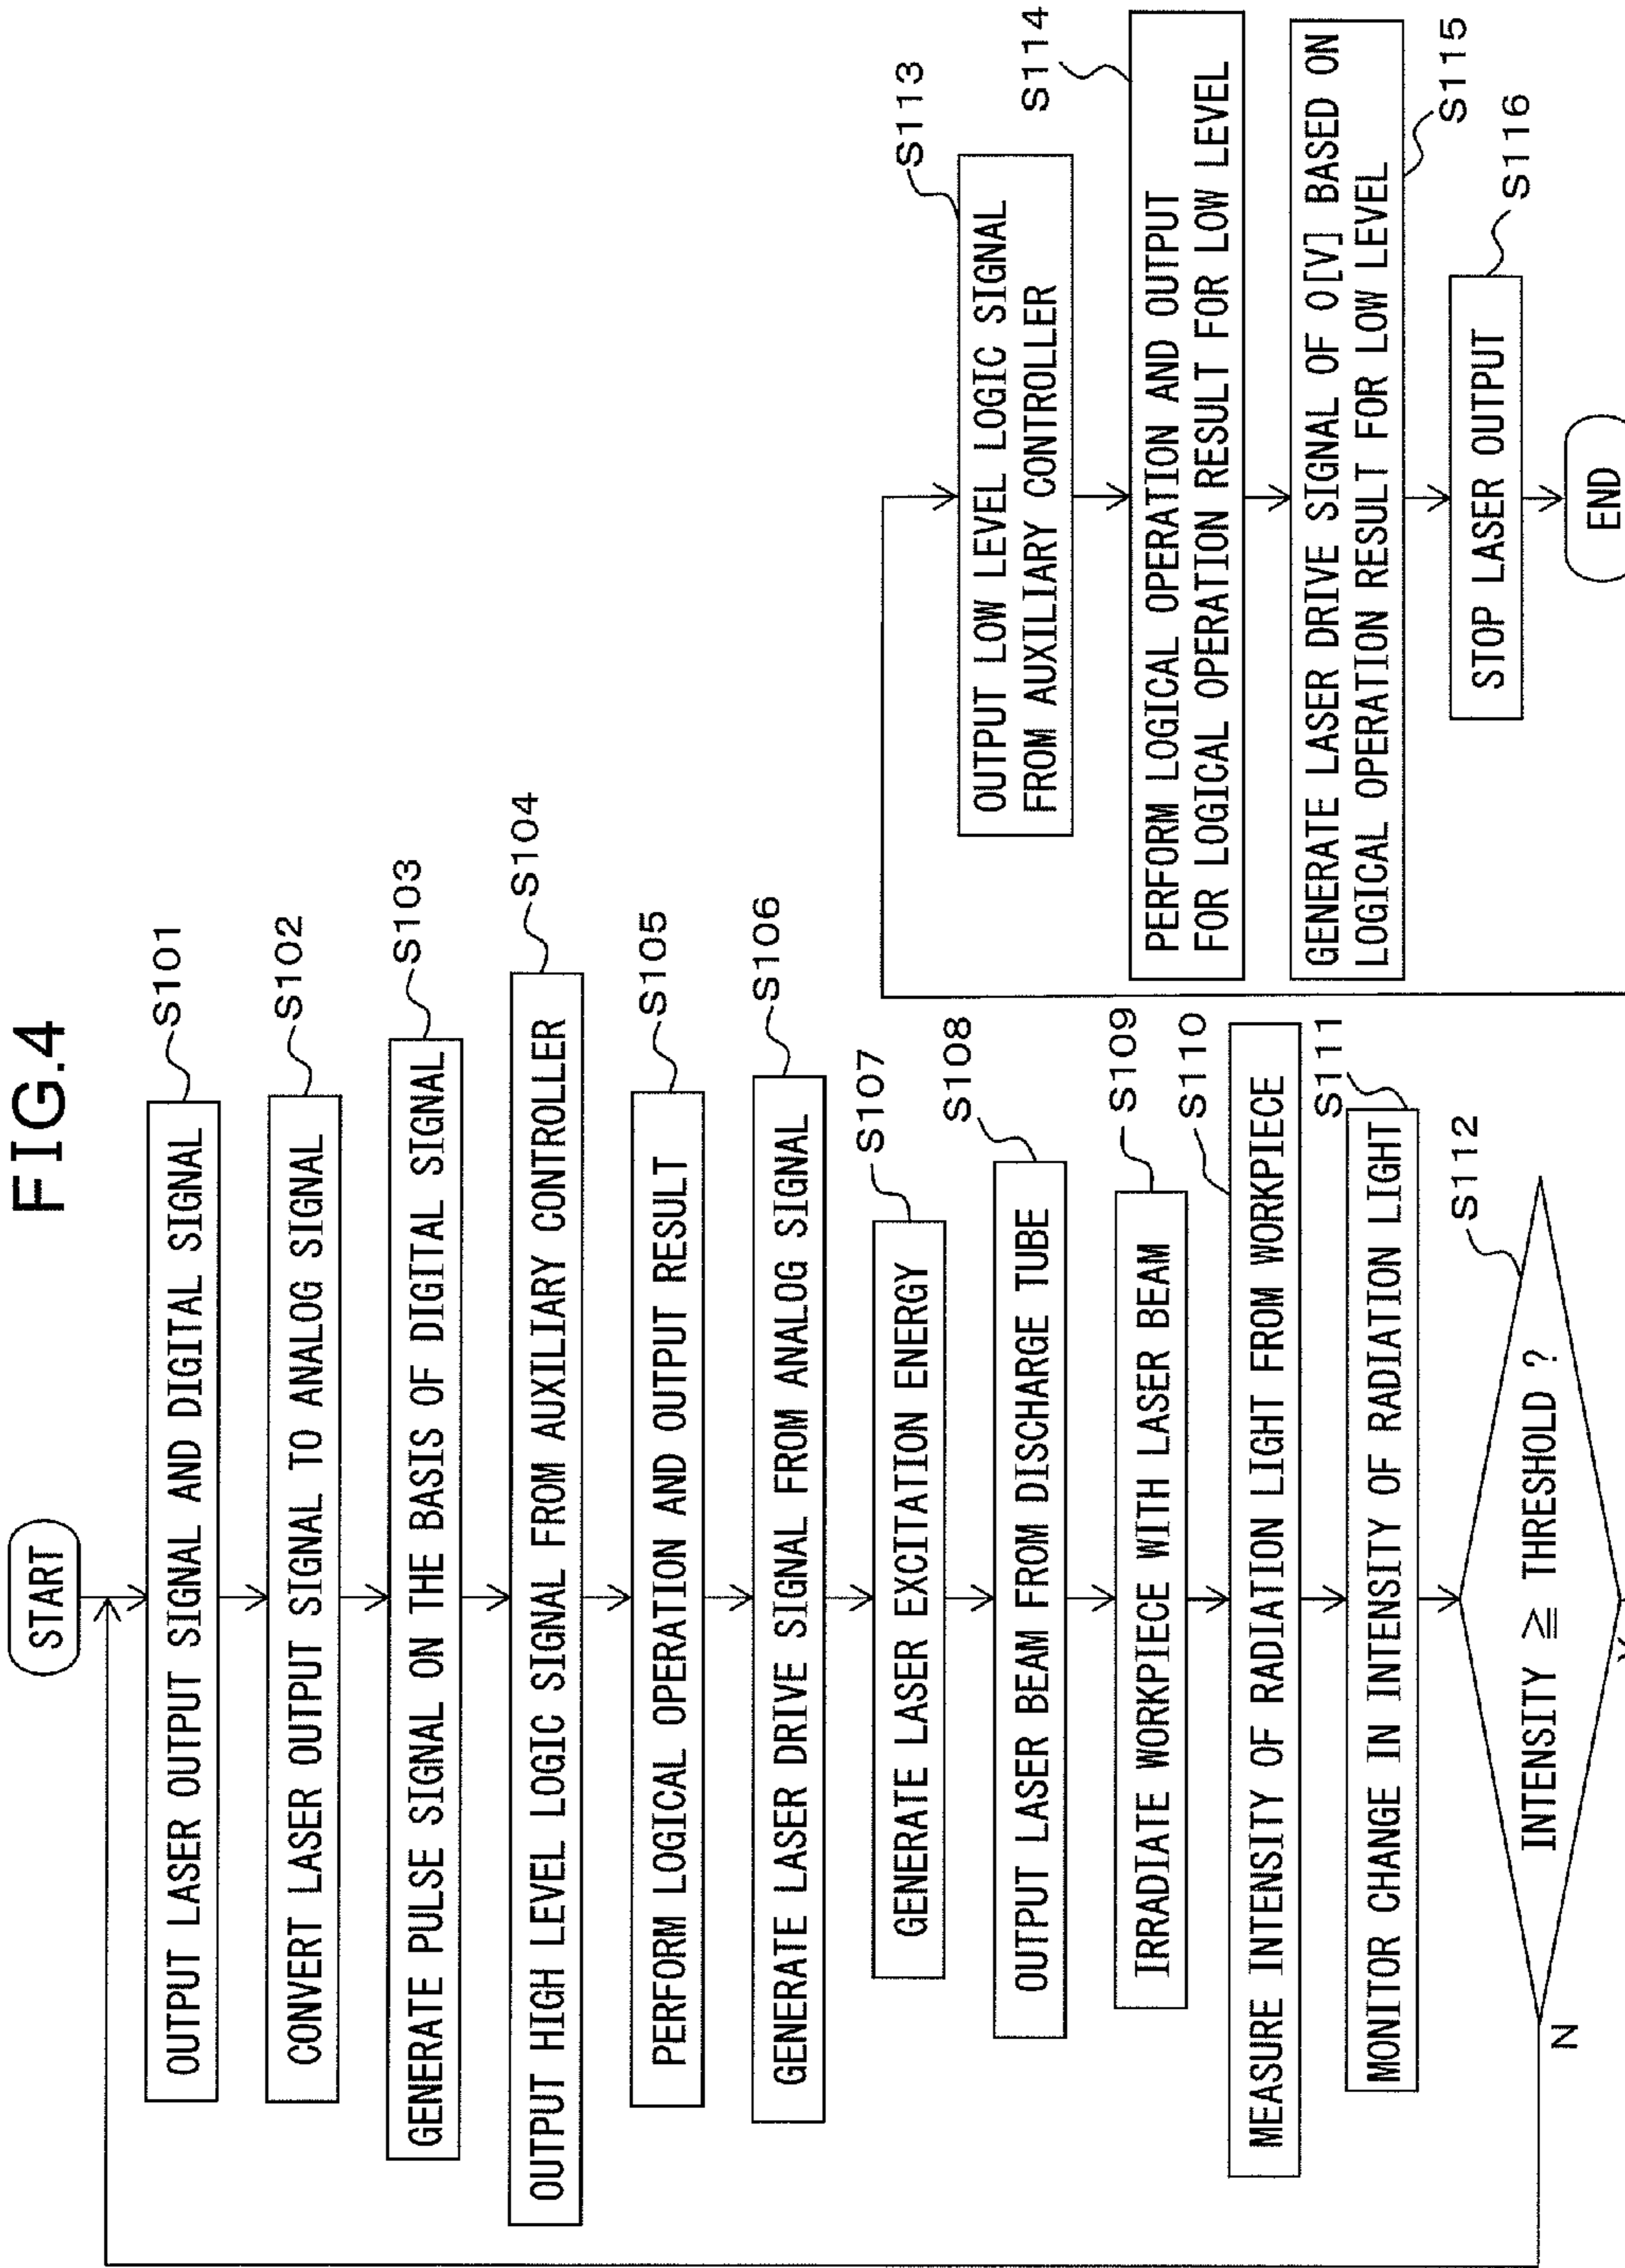 FIG.4
START
OUTPUT LASER OUTPUT SIGNAL AND DIGITAL SIGNAL
S101
CONVERT LASER OUTPUT SIGNAL TO ANALOG SIGNAL
S102
GENERATE PULSE SIGNAL ON THE BASIS OF DIGITAL SIGNAL
S103
OUTPUT HIGH LEVEL LOGIC SIGNAL FROM AUXILIARY CONTROLLER
S104
PERFORM LOGICAL OPERATION AND OUTPUT RESULT
S105
GENERATE LASER DRIVE SIGNAL FROM ANALOG SIGNAL
S106
GENERATE LASER EXCITATION ENERGY
S107
OUTPUT LASER BEAM FROM DISCHARGE TUBE
S108
IRRADIATE WORKPIECE WITH LASER BEAM
S109
MEASURE INTENSITY OF RADIATION LIGHT FROM WORKPIECE
S110
MONITOR CHANGE IN INTENSITY OF RADIATION LIGHT
S111
INTENSITY ≧ THRESHOLD ?
S112
N
Y
OUTPUT LOW LEVEL LOGIC SIGNAL
FROM AUXILIARY CONTROLLER
S113
PERFORM LOGICAL OPERATION AND OUTPUT
FOR LOGICAL OPERATION RESULT FOR LOW LEVEL
S114
GENERATE LASER DRIVE SIGNAL OF O[V] BASED ON
LOGICAL OPERATION RESULT FOR LOW LEVEL
S115
STOP LASER OUTPUT
S116
END